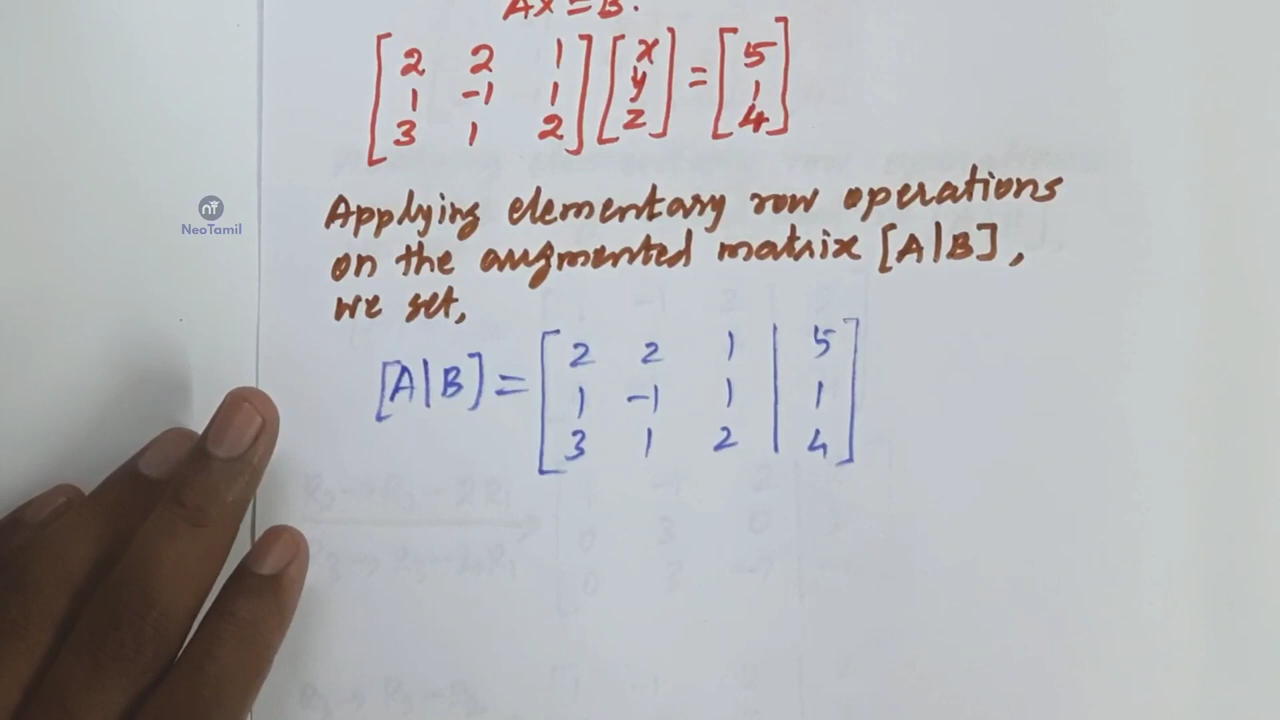 AX = B.
[2 2 1] [x] = [5]
[1 -1 1] [y] [1]
[3 1 2] [z] [4]
Applying elementary row operations
on the augmented matrix [A|B],
we get,
[A|B] = [2 2 1 | 5]
[1 -1 1 | 1]
[3 1 2 | 4]
nT
NeoTamil